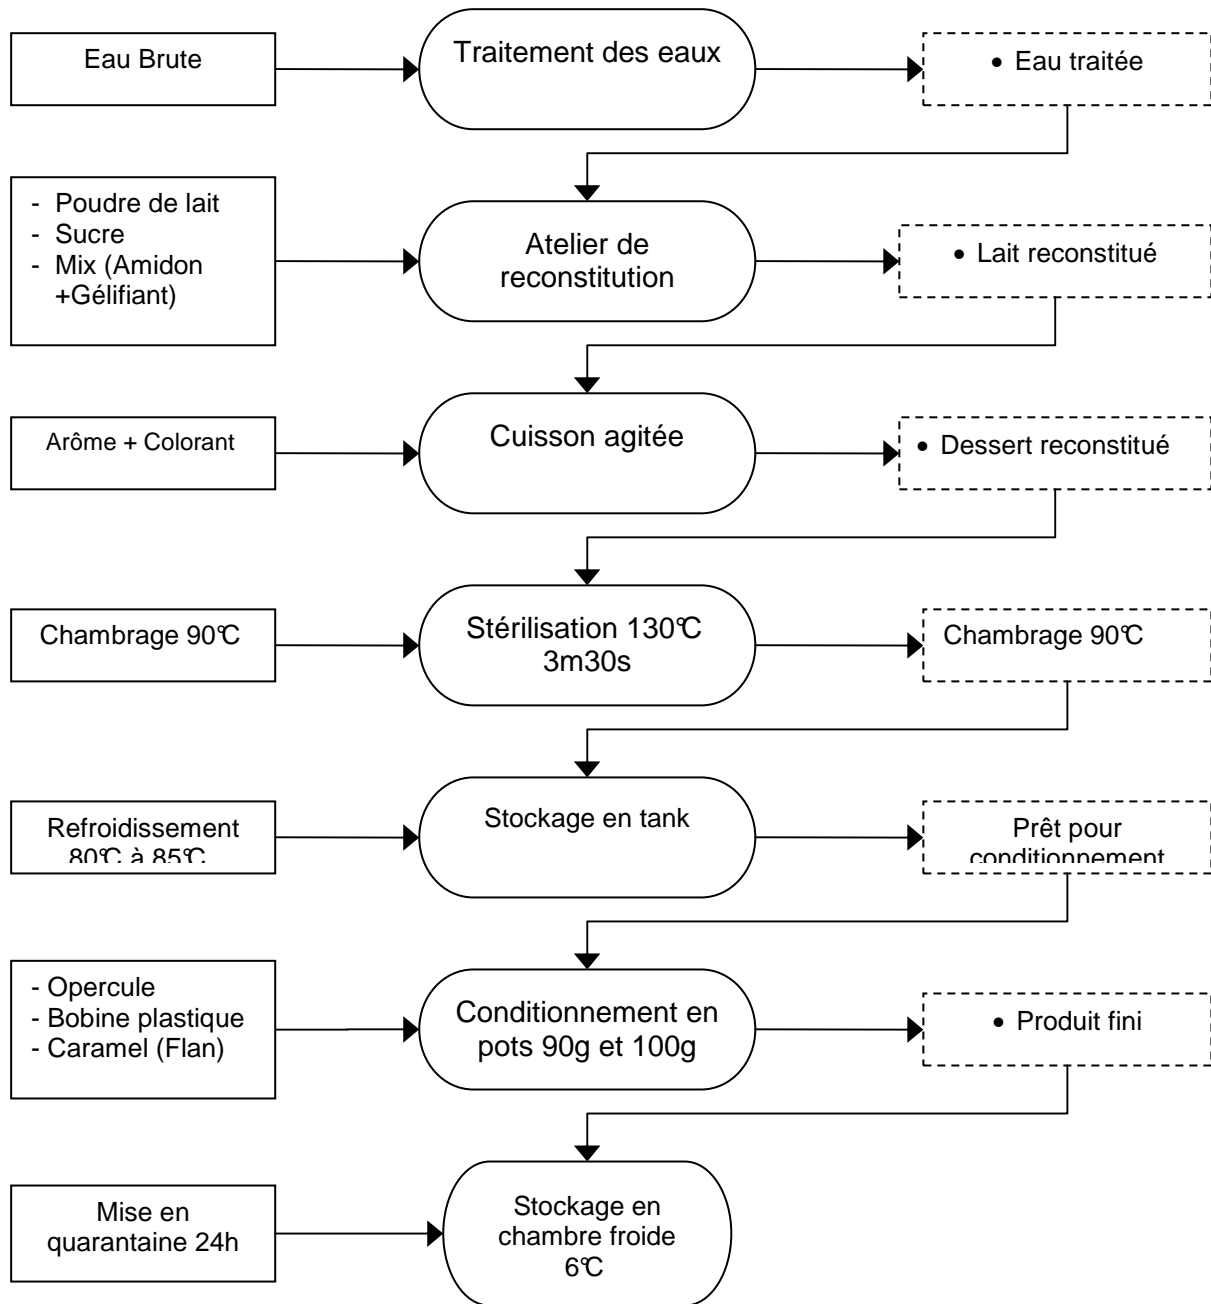 Eau Brute
Traitement des eaux
• Eau traitée
- Poudre de lait
- Sucre
- Mix (Amidon
+Gélifiant)
Atelier de
reconstitution
• Lait reconstitué
Arôme + Colorant
Cuisson agitée
• Dessert reconstitué
Chambrage 90°C
Stérilisation 130°C
3m30s
Chambrage 90°C
Refroidissement
80°C à 85°C
Stockage en tank
Prêt pour
conditionnement
- Opercule
- Bobine plastique
- Caramel (Flan)
Conditionnement en
pots 90g et 100g
• Produit fini
Mise en
quarantaine 24h
Stockage en
chambre froide
6°C